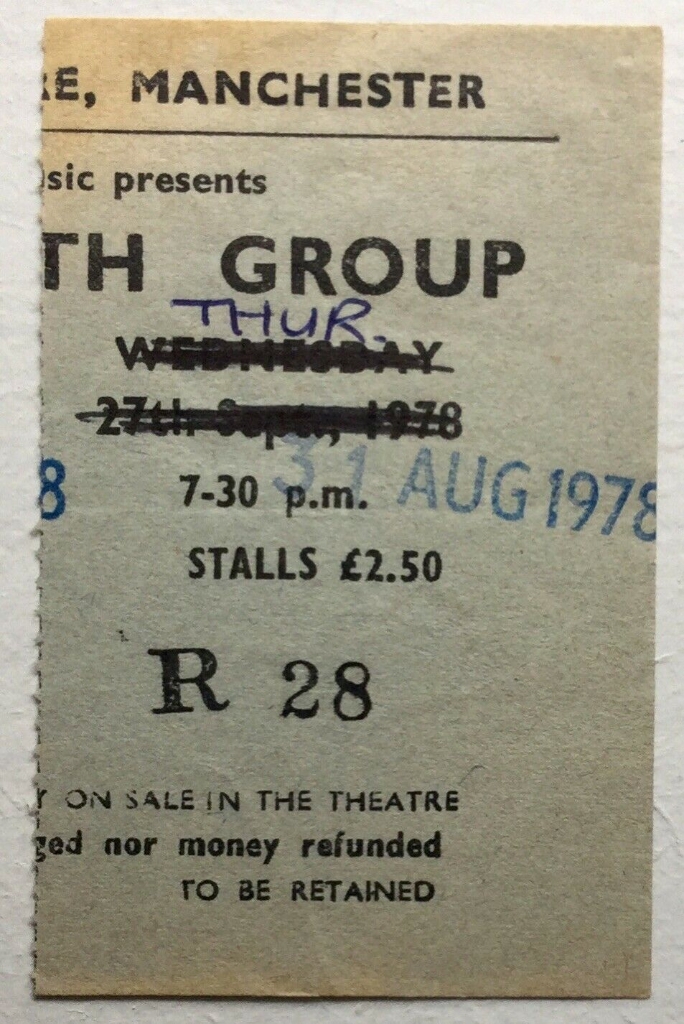 RE, MANCHESTER
usic presents
TH GROUP
THUR.
WEDNESDAY
27th Sept., 1978
8 7-30 p.m. 31 AUG 1978
STALLS £2.50
R 28
Y ON SALE IN THE THEATRE
ged nor money refunded
TO BE RETAINED